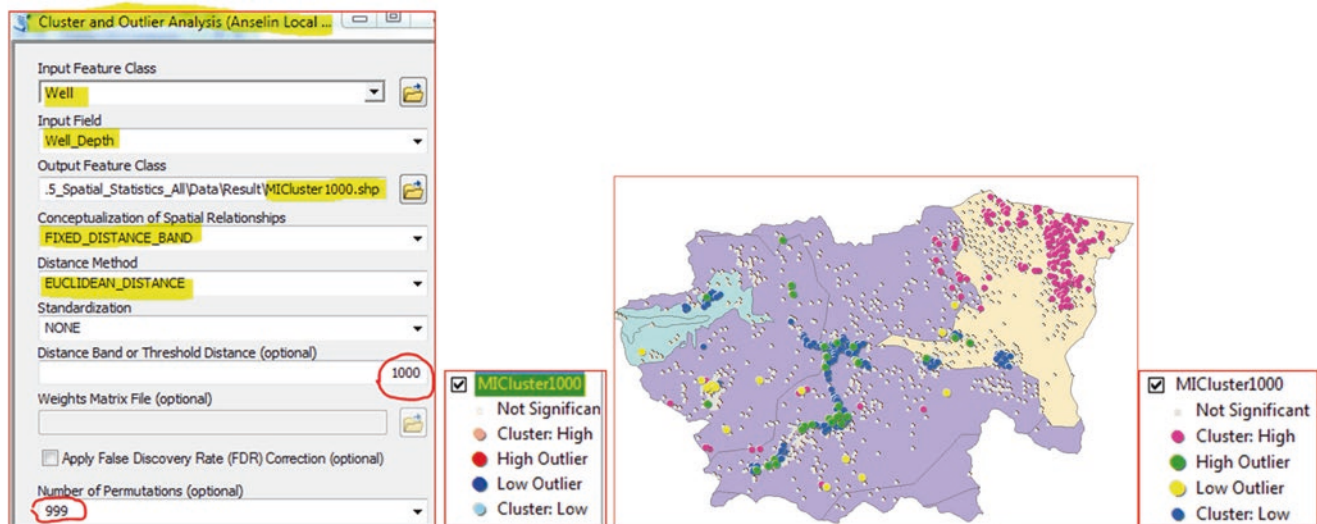 Cluster and Outlier Analysis (Anselin Local ...
Input Feature Class
Well
Input Field
Well_Depth
Output Feature Class
.5_Spatial_Statistics_All\Data\Result\MICluster1000.shp
Conceptualization of Spatial Relationships
FIXED_DISTANCE_BAND
Distance Method
EUCLIDEAN_DISTANCE
Standardization
NONE
Distance Band or Threshold Distance (optional)
1000
Weights Matrix File (optional)
Apply False Discovery Rate (FDR) Correction (optional)
Number of Permutations (optional)
999
MICluster1000
Not Significan
Cluster: High
High Outlier
Low Outlier
Cluster: Low
MICluster1000
Not Significant
Cluster: High
High Outlier
Low Outlier
Cluster: Low